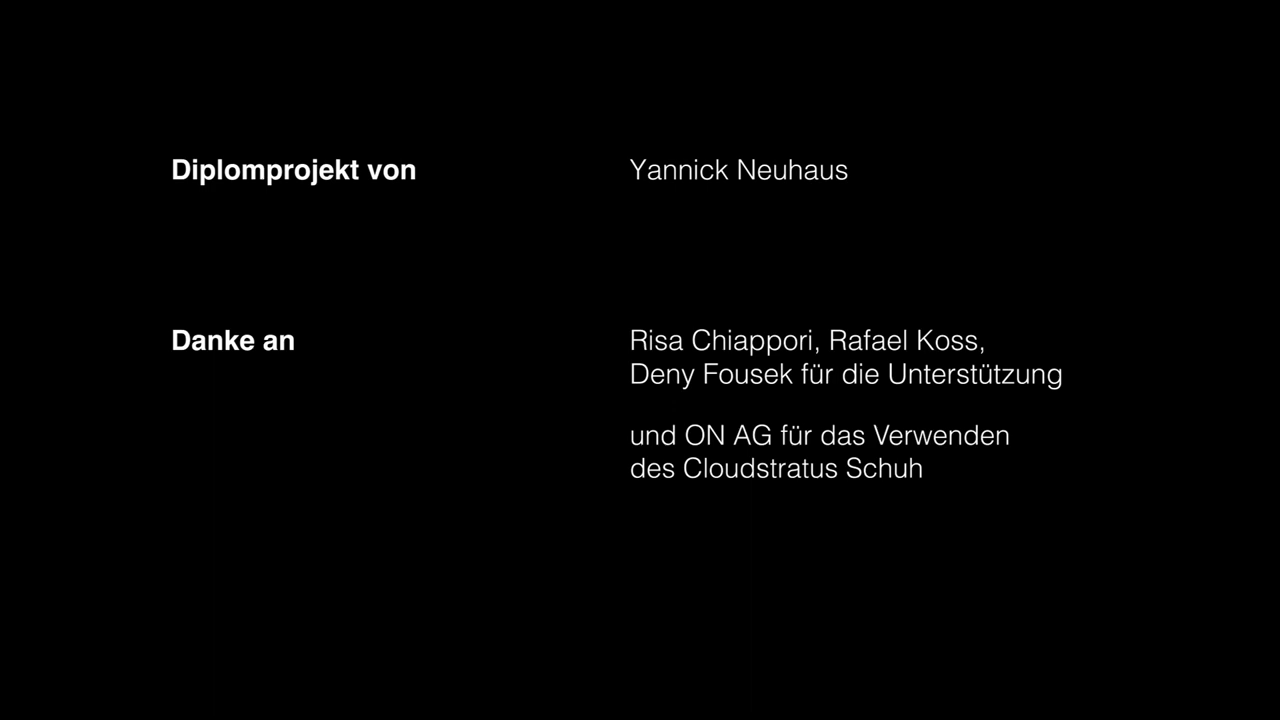 Diplomprojekt von
Yannick Neuhaus
Danke an
Risa Chiappori, Rafael Koss,
Deny Fousek für die Unterstützung
und ON AG für das Verwenden
des Cloudstratus Schuh